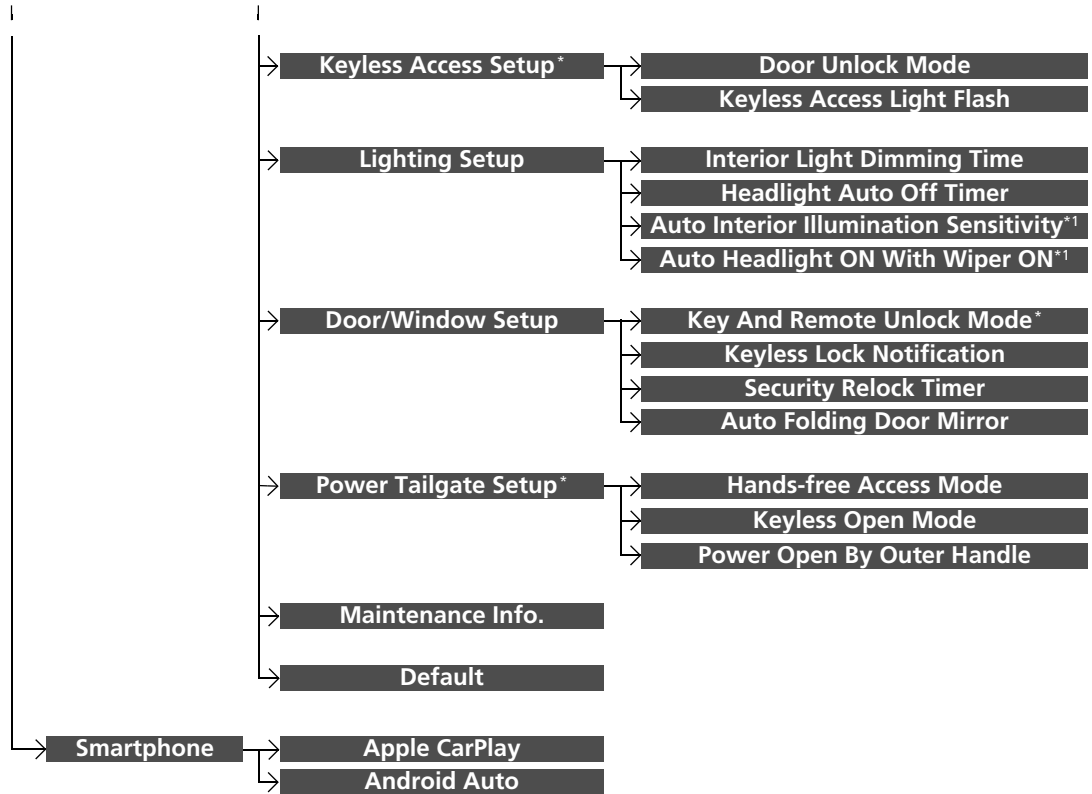 Keyless Access Setup*
Door Unlock Mode
Keyless Access Light Flash
Lighting Setup
Interior Light Dimming Time
Headlight Auto Off Timer
Auto Interior Illumination Sensitivity*1
Auto Headlight ON With Wiper ON*1
Door/Window Setup
Key And Remote Unlock Mode*
Keyless Lock Notification
Security Relock Timer
Auto Folding Door Mirror
Power Tailgate Setup*
Hands-free Access Mode
Keyless Open Mode
Power Open By Outer Handle
Maintenance Info.
Default
Smartphone
Apple CarPlay
Android Auto